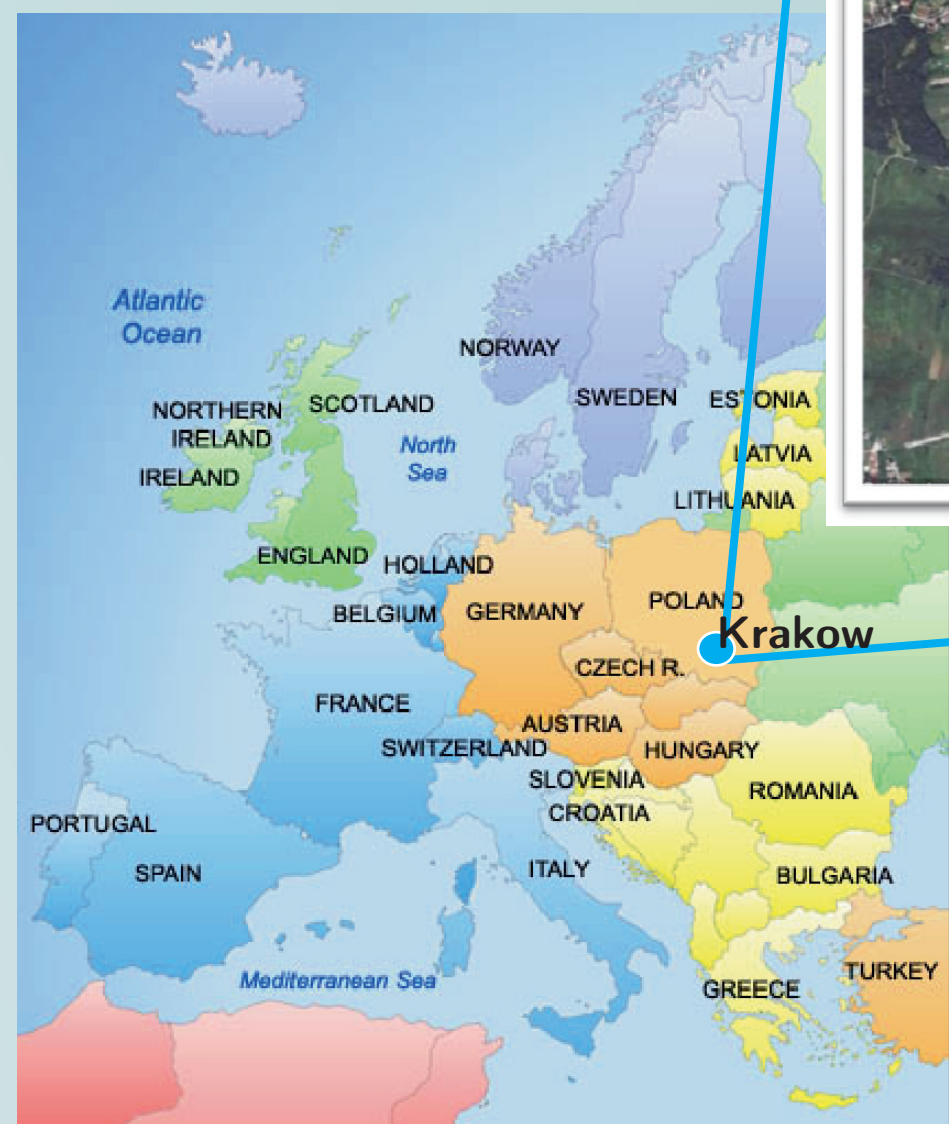 Atlantic
Ocean
NORWAY
SWEDEN
ESTONIA
NORTHERN
IRELAND
SCOTLAND
North
Sea
LATVIA
IRELAND
LITHUANIA
ENGLAND
HOLLAND
BELGIUM
GERMANY
POLAND
Krakow
CZECH R.
FRANCE
AUSTRIA
SWITZERLAND
HUNGARY
SLOVENIA
ROMANIA
CROATIA
PORTUGAL
SPAIN
ITALY
BULGARIA
Mediterranean Sea
GREECE
TURKEY